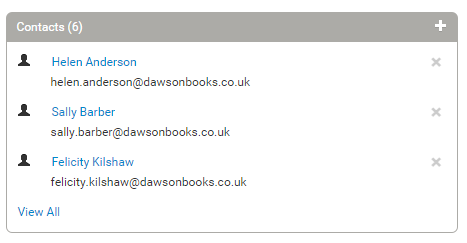 Contacts (6)
Helen Anderson
helen.anderson@dawsonbooks.co.uk
Sally Barber
sally.barber@dawsonbooks.co.uk
Felicity Kilshaw
felicity.kilshaw@dawsonbooks.co.uk
View All